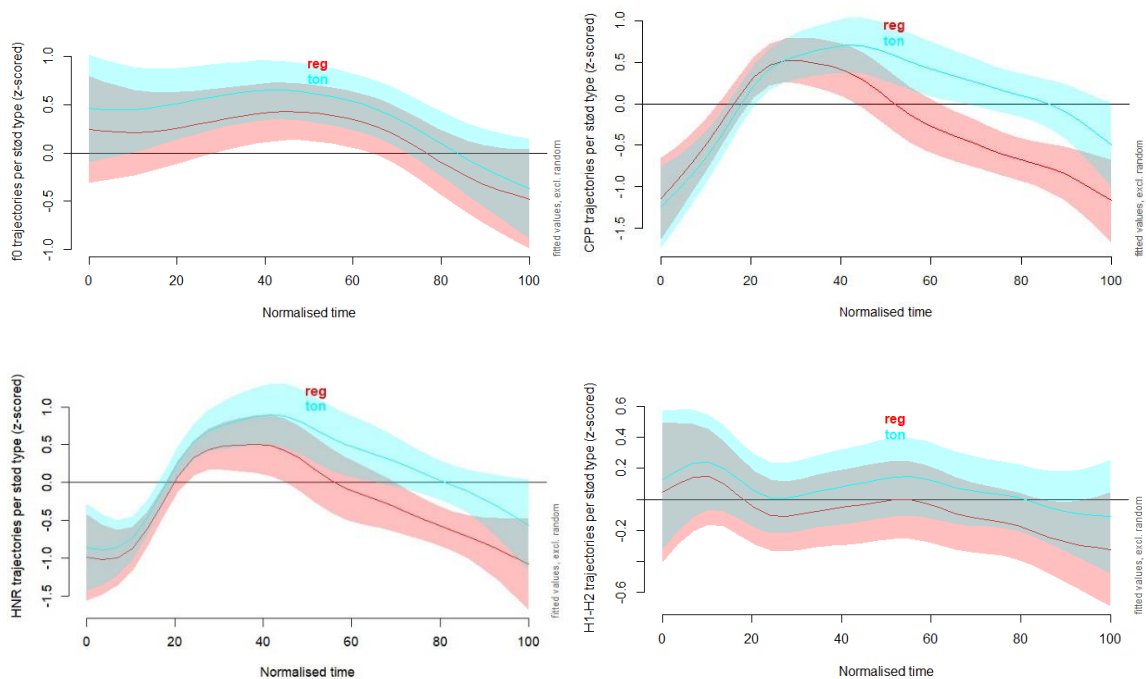 f0 trajectories per stød type (z-scored)
1.0
0.5
0.0
-0.5
-1.0
reg
ton
0
20
40
60
80
100
Normalised time
fitted values, excl. random
CPP trajectories per stød type (z-scored)
1.0
0.5
0.0
-0.5
-1.0
-1.5
reg
ton
0
20
40
60
80
100
Normalised time
fitted values, excl. random
HNR trajectories per stød type (z-scored)
1.0
0.5
0.0
-0.5
-1.0
-1.5
reg
ton
0
20
40
60
80
100
Normalised time
fitted values, excl. random
H1-H2 trajectories per stød type (z-scored)
0.6
0.4
0.2
-0.2
-0.6
reg
ton
0
20
40
60
80
100
Normalised time
fitted values, excl. random